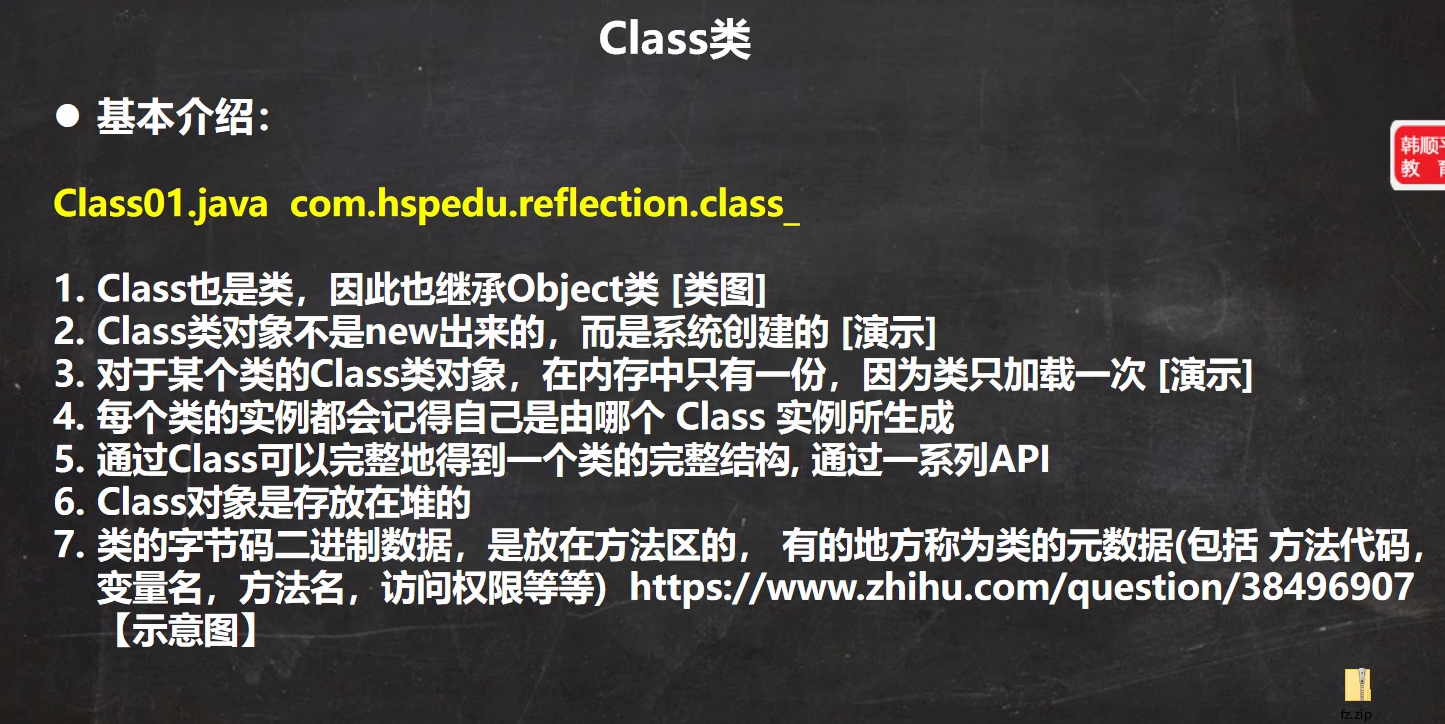 Class类
● 基本介绍：
Class01.java com.hspedu.reflection.class_
1. Class也是类，因此也继承Object类 [类图]
2. Class类对象不是new出来的，而是系统创建的 [演示]
3. 对于某个类的Class类对象，在内存中只有一份，因为类只加载一次 [演示]
4. 每个类的实例都会记得自己是由哪个 Class 实例所生成
5. 通过Class可以完整地得到一个类的完整结构, 通过一系列API
6. Class对象是存放在堆的
7. 类的字节码二进制数据，是放在方法区的， 有的地方称为类的元数据(包括 方法代码，
变量名，方法名，访问权限等等) https://www.zhihu.com/question/38496907
【示意图】
韩顺平
教 育
fz.zip